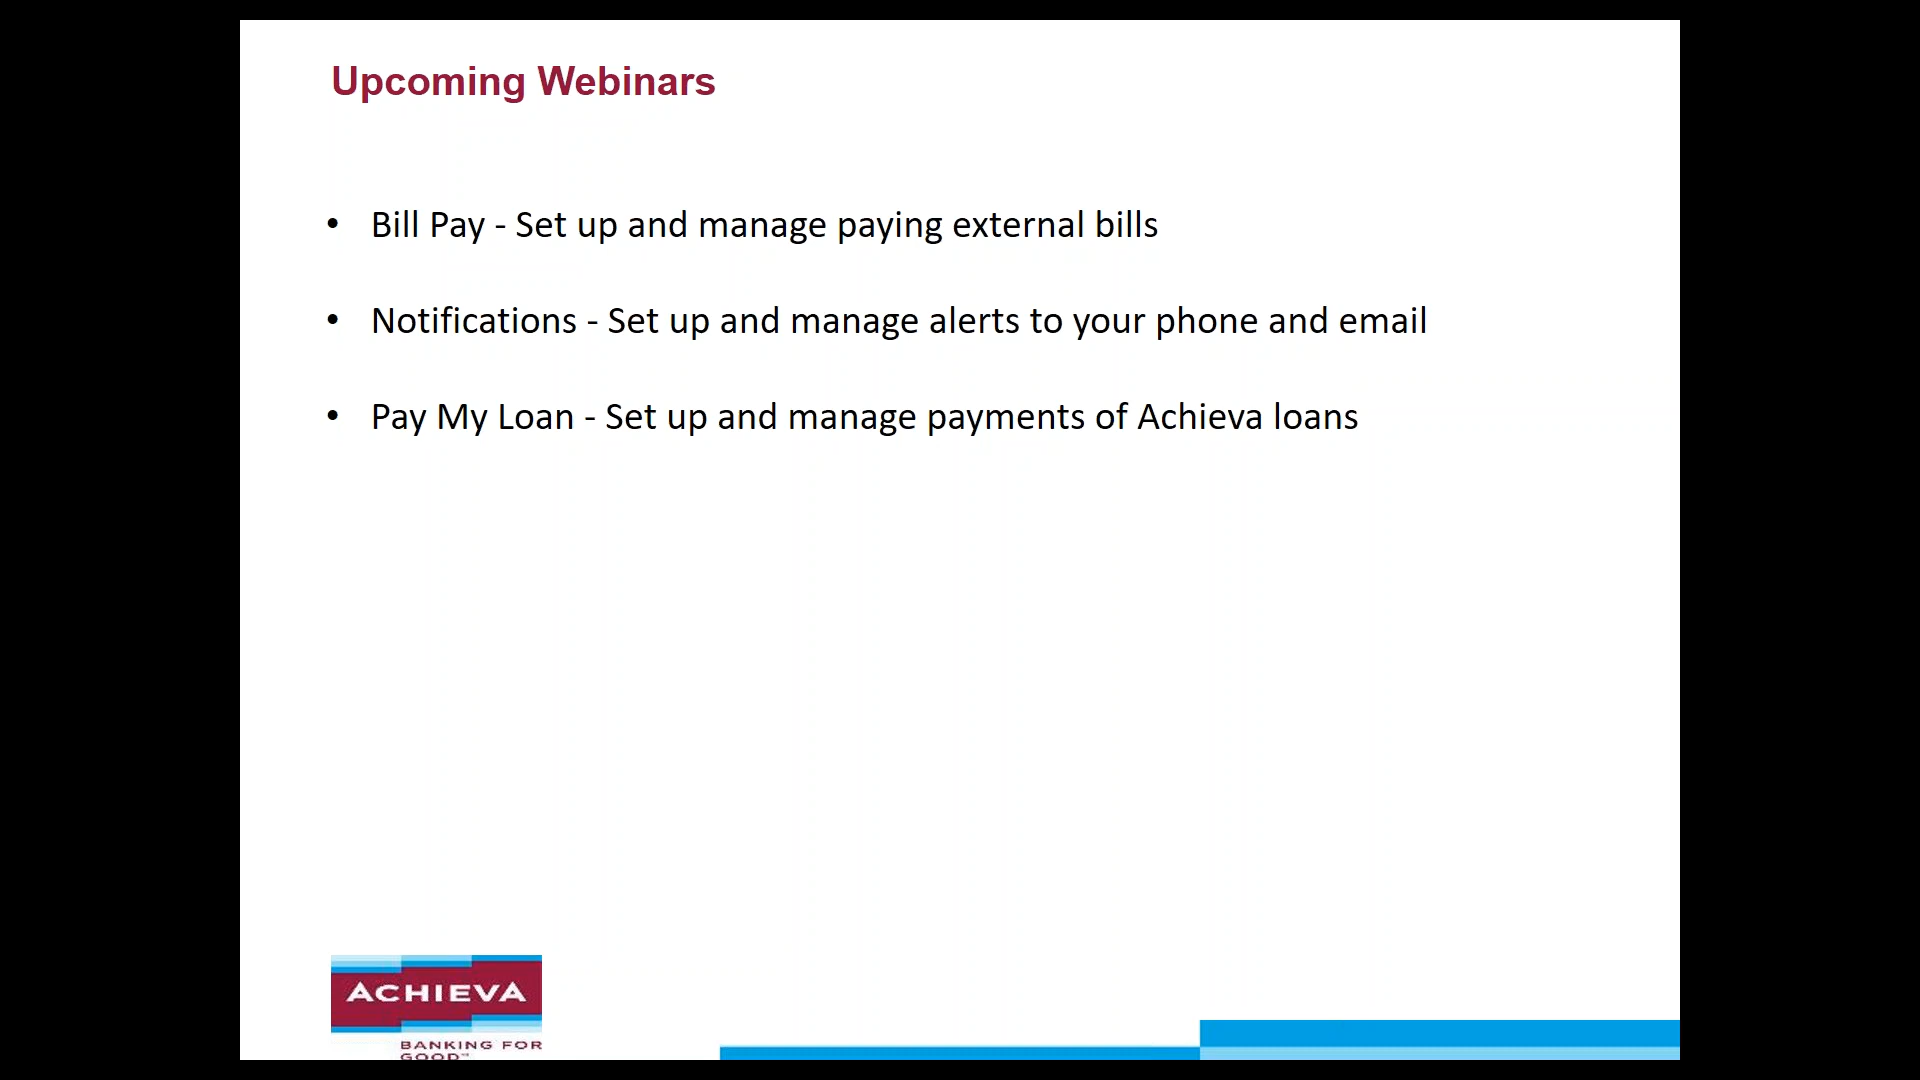 Upcoming Webinars
• Bill Pay - Set up and manage paying external bills
• Notifications - Set up and manage alerts to your phone and email
• Pay My Loan - Set up and manage payments of Achieva loans
ACHIEVA
BANKING FOR
GOOD℠